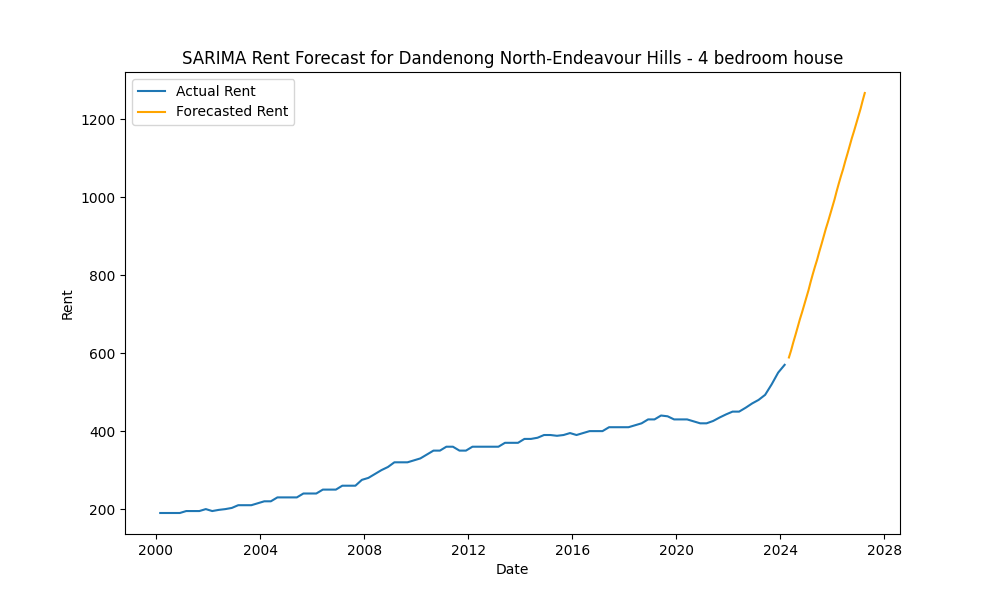 SARIMA Rent Forecast for Dandenong North-Endeavour Hills - 4 bedroom house
Actual Rent
Forecasted Rent
1200
1000
800
600
400
200
Rent
2000 2004 2008 2012 2016 2020 2024 2028
Date